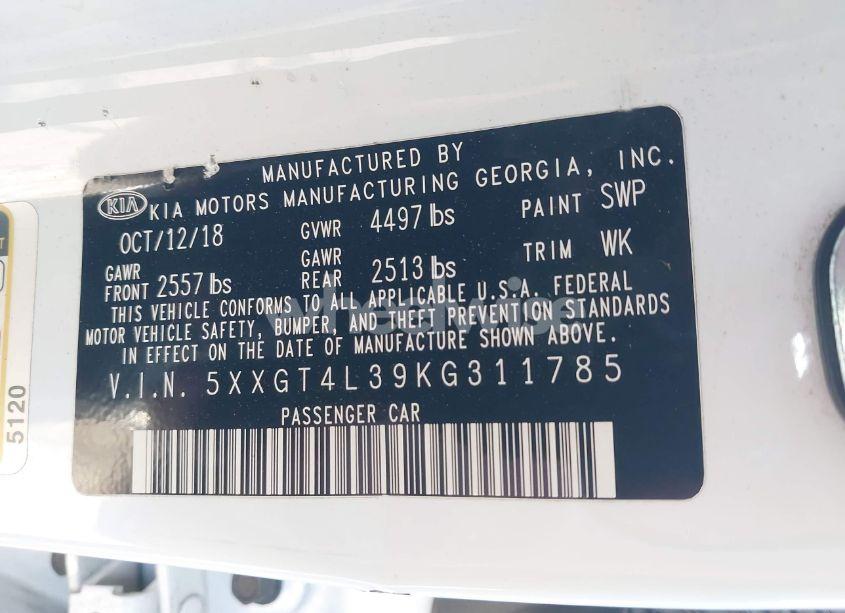 MANUFACTURED BY
KIA KIA MOTORS MANUFACTURING GEORGIA, INC.
OCT/12/18 GVWR 4497 lbs PAINT SWP
GAWR FRONT 2557 lbs GAWR REAR 2513 lbs TRIM WK
THIS VEHICLE CONFORMS TO ALL APPLICABLE U.S.A. FEDERAL
MOTOR VEHICLE SAFETY, BUMPER, AND THEFT PREVENTION STANDARDS
IN EFFECT ON THE DATE OF MANUFACTURE SHOWN ABOVE.
V.I.N. 5XXGT4L39KG311785
PASSENGER CAR
5120